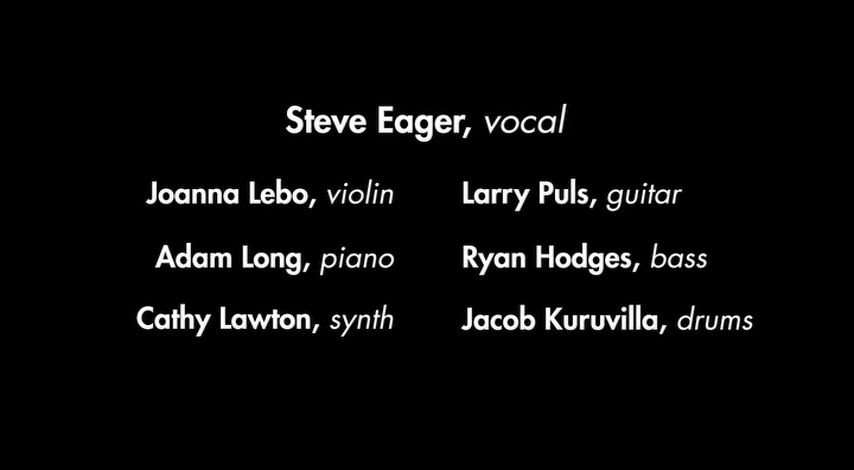 Steve Eager, vocal
Joanna Lebo, violin
Larry Puls, guitar
Adam Long, piano
Ryan Hodges, bass
Cathy Lawton, synth
Jacob Kuruvilla, drums